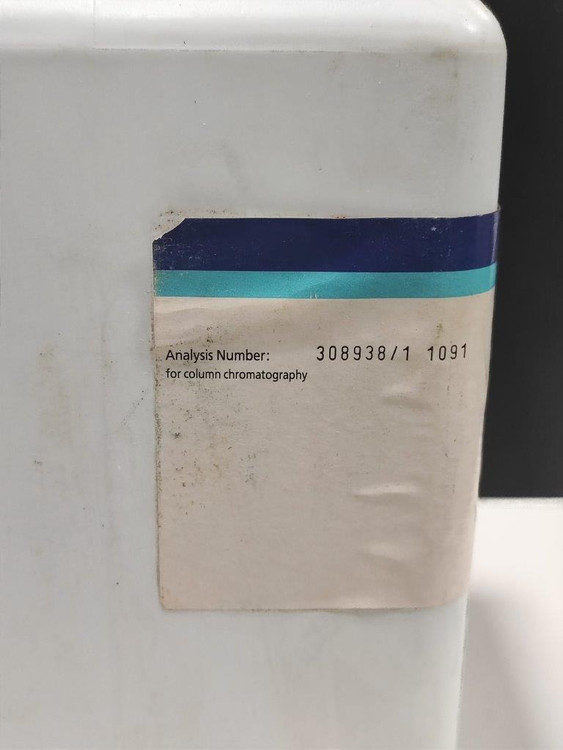 Analysis Number: 308938/1 1091
for column chromatography